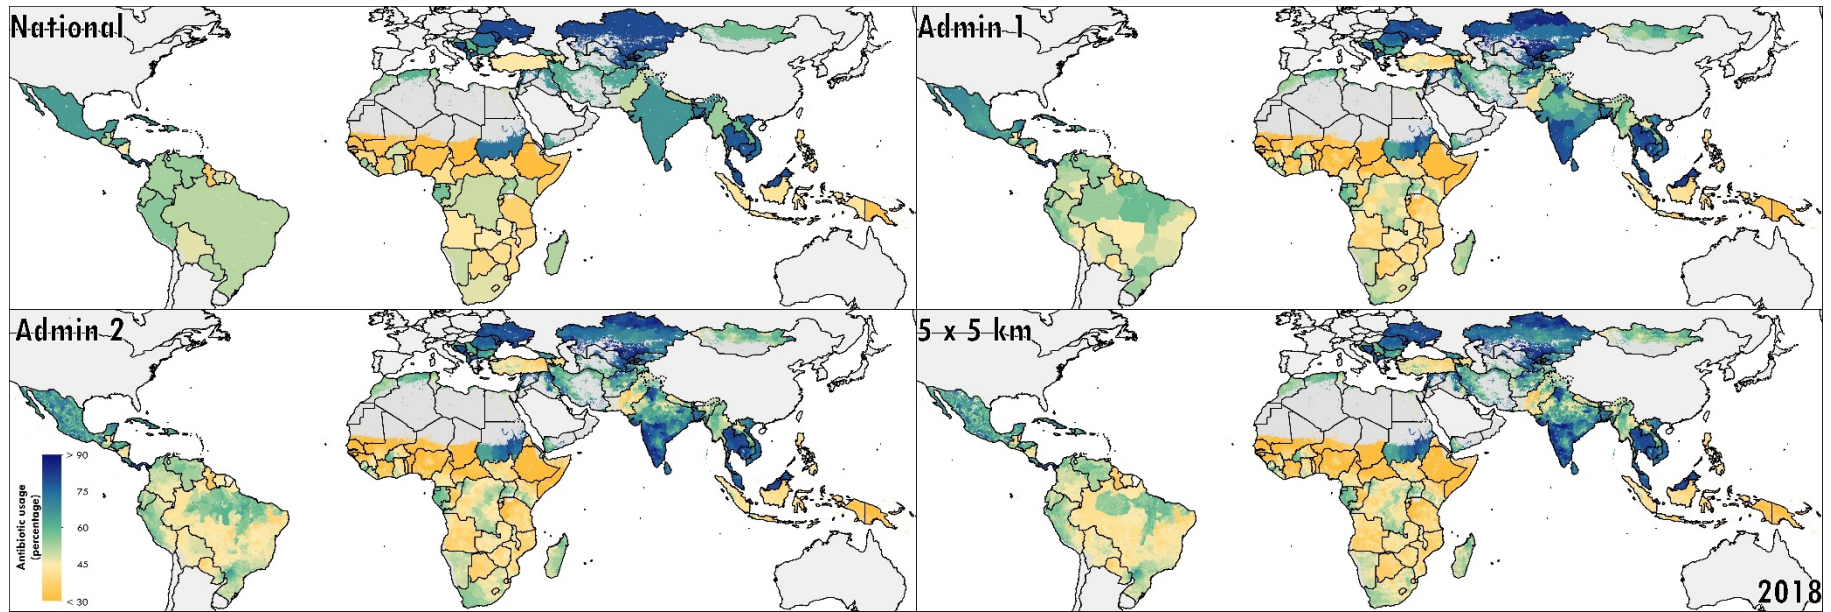 National
Admin 1
Admin 2
5 x 5 km
Antibiotic usage
(percentage)
> 90
75
60
45
< 30
2018